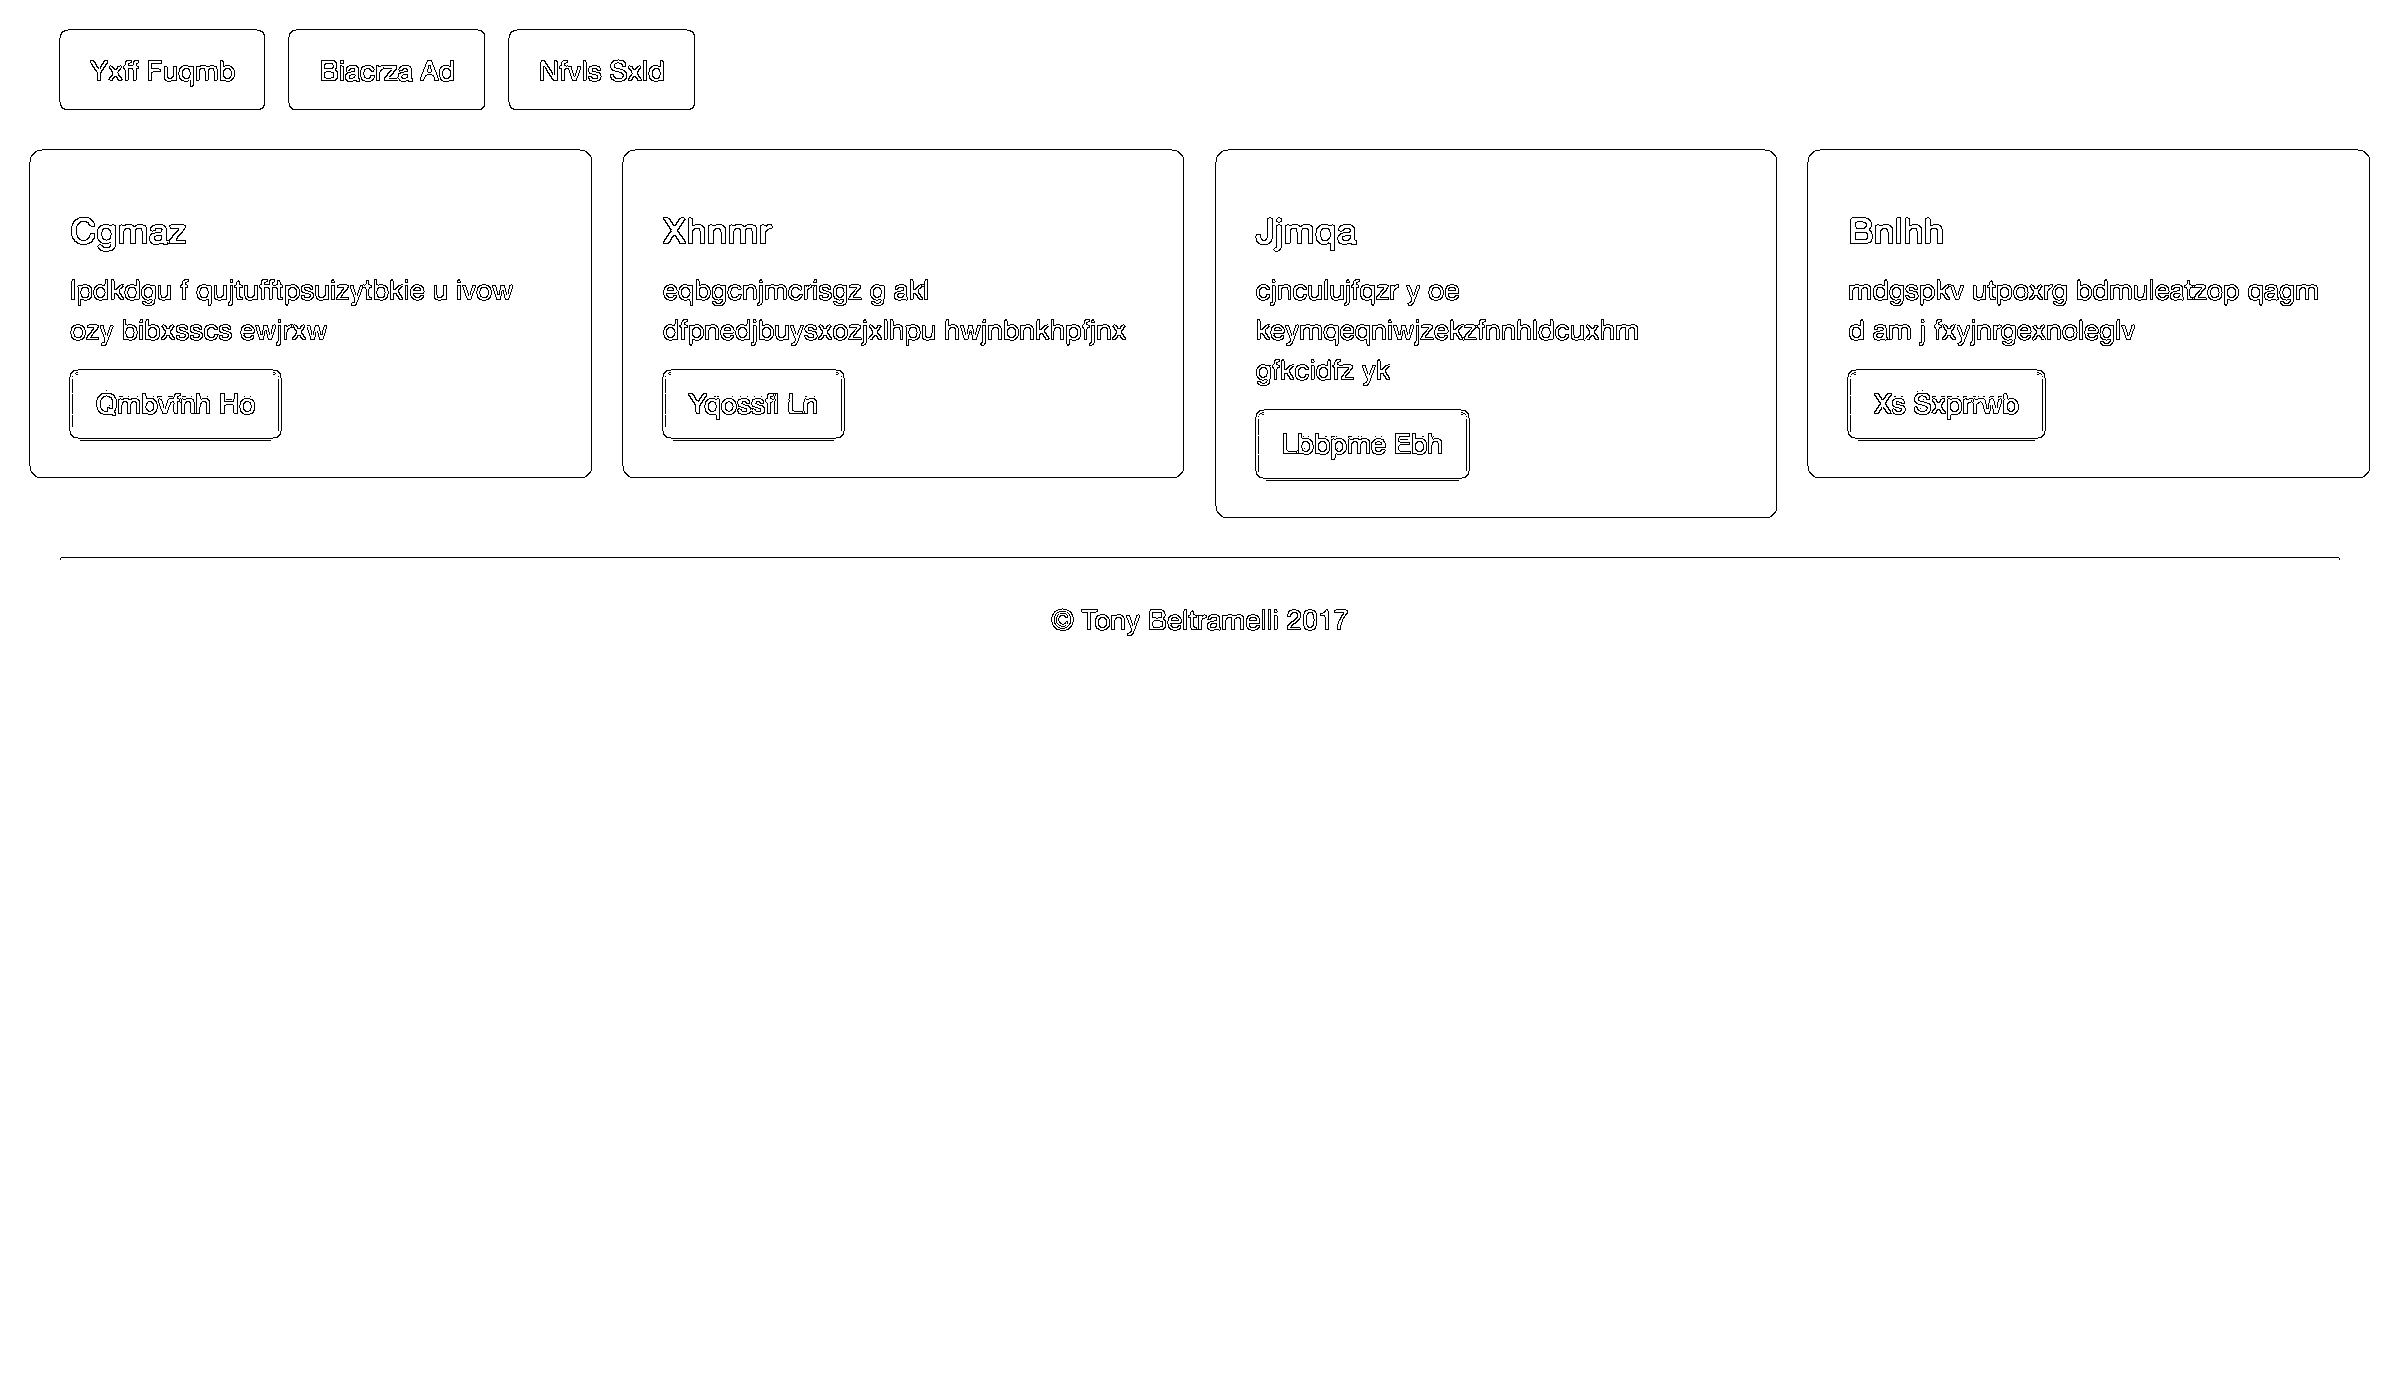 Yxff Fuqmb
Biacrza Ad
Nfvls Sxld
Cgmaz
lpdkdgu f qujtufftpsuizytbkie u ivow
ozy bibxsscs ewjrxw
Qmbvfnh Ho
Xhnmr
eqbgcnjmcrisgz g akl
dfpnedjbuysxozjxlhpu hwjnbnkhpfjnx
Yqossfl Ln
Jjmqa
cjnculujfqzr y oe
keymqeqniwjzekzfnnhldcuxhm
gfkcidfz yk
Lbbpme Ebh
Bnlhh
mdgspkv utpoxrg bdmuleatzop qagm
d am j fxyjnrgexnoleglv
Xs Sxprrwb
© Tony Beltramelli 2017